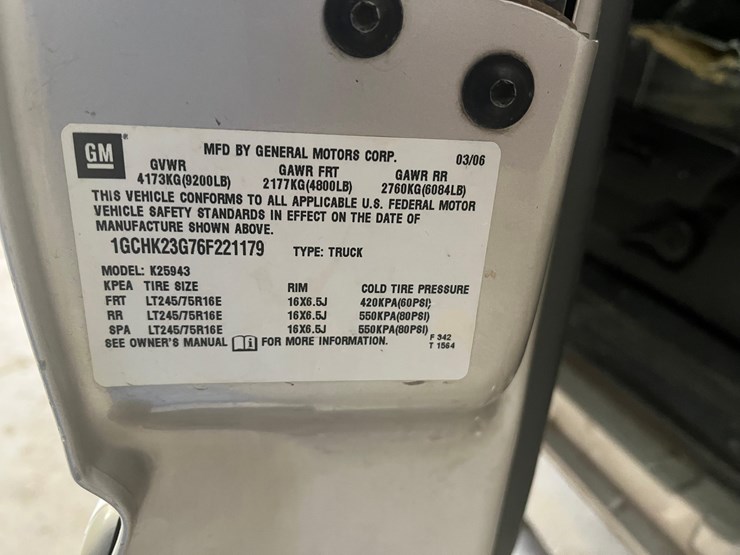 GM
MFD BY GENERAL MOTORS CORP. 03/06
GVWR GAWR FRT GAWR RR
4173KG(9200LB) 2177KG(4800LB) 2760KG(6084LB)
THIS VEHICLE CONFORMS TO ALL APPLICABLE U.S. FEDERAL MOTOR
VEHICLE SAFETY STANDARDS IN EFFECT ON THE DATE OF
MANUFACTURE SHOWN ABOVE.
1GCHK23G76F221179 TYPE: TRUCK
MODEL: K25943
KPEA TIRE SIZE RIM COLD TIRE PRESSURE
FRT LT245/75R16E 16X6.5J 420KPA(60PSI)
RR LT245/75R16E 16X6.5J 550KPA(80PSI)
SPA LT245/75R16E 16X6.5J 550KPA(80PSI)
SEE OWNER'S MANUAL FOR MORE INFORMATION.
F 342
T 1564